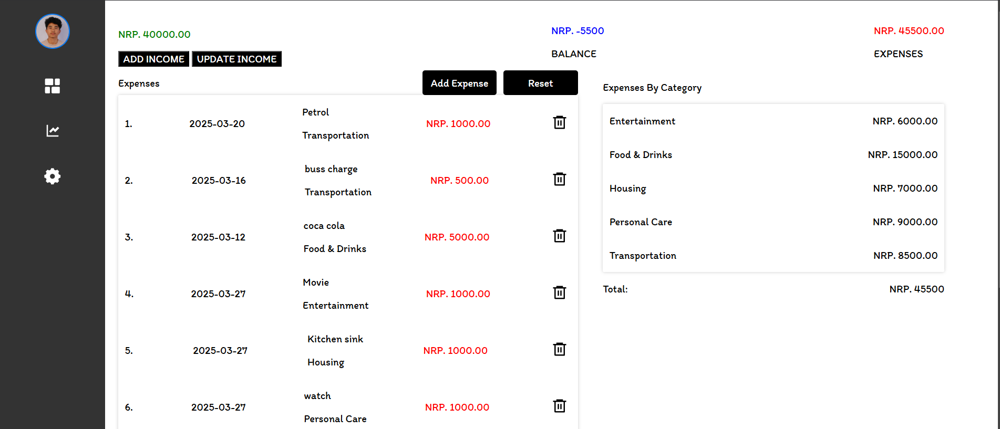 NRP. 40000.00
ADD INCOME UPDATE INCOME
NRP. -5500
BALANCE
NRP. 45500.00
EXPENSES
Expenses
Add Expense
Reset
1. 2025-03-20 Petrol NRP. 1000.00
Transportation
2. 2025-03-16 buss charge NRP. 500.00
Transportation
3. 2025-03-12 coca cola NRP. 5000.00
Food & Drinks
4. 2025-03-27 Movie NRP. 1000.00
Entertainment
5. 2025-03-27 Kitchen sink NRP. 1000.00
Housing
6. 2025-03-27 watch NRP. 1000.00
Personal Care
Expenses By Category
Entertainment NRP. 6000.00
Food & Drinks NRP. 15000.00
Housing NRP. 7000.00
Personal Care NRP. 9000.00
Transportation NRP. 8500.00
Total: NRP. 45500